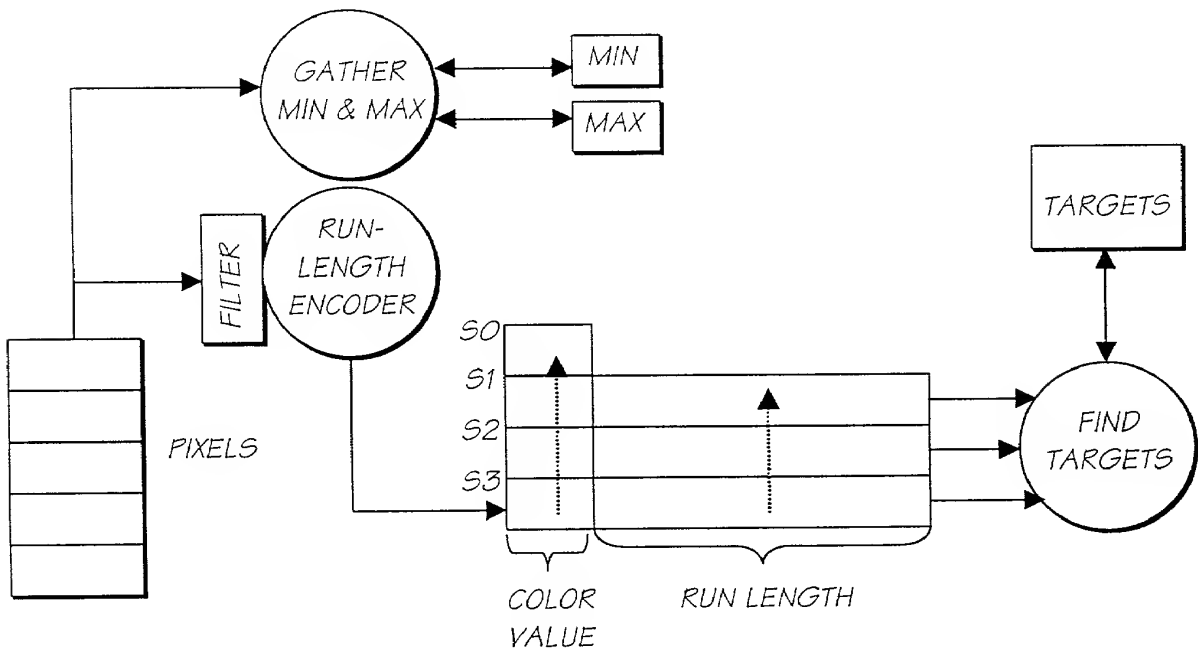 GATHER
MIN & MAX
MIN
MAX
TARGETS
FILTER
RUN-
LENGTH
ENCODER
S0
S1
S2
S3
PIXELS
FIND
TARGETS
COLOR
VALUE
RUN LENGTH